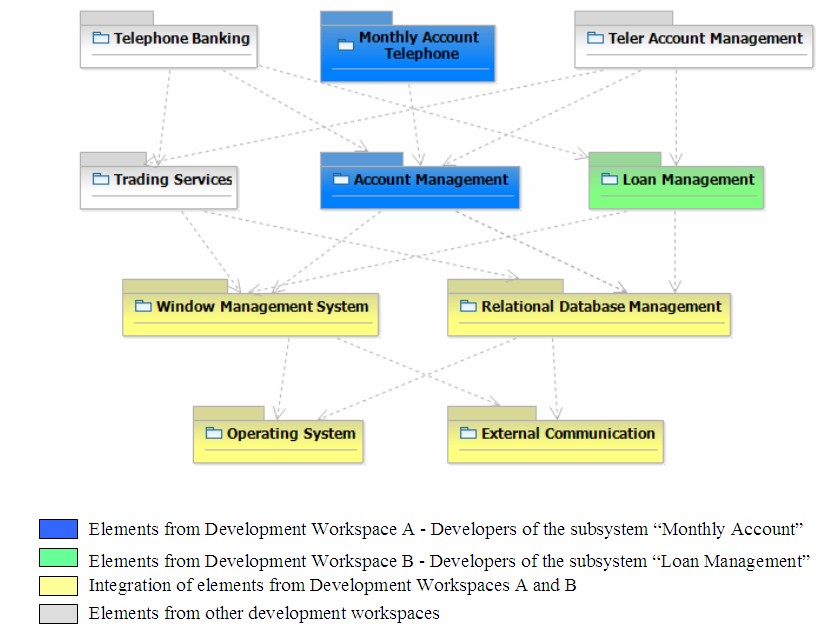 Telephone Banking
Monthly Account
Telephone
Teler Account Management
Trading Services
Account Management
Loan Management
Window Management System
Relational Database Management
Operating System
External Communication
Elements from Development Workspace A - Developers of the subsystem “Monthly Account”
Elements from Development Workspace B - Developers of the subsystem “Loan Management”
Integration of elements from Development Workspaces A and B
Elements from other development workspaces